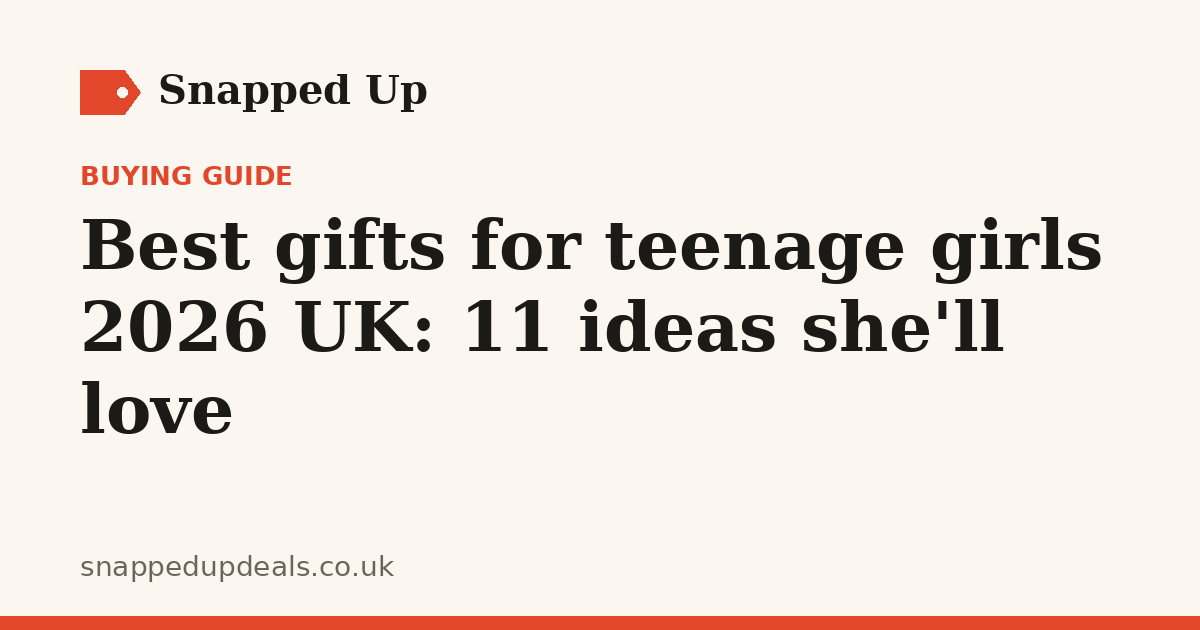 Snapped Up
BUYING GUIDE
Best gifts for teenage girls
2026 UK: 11 ideas she'll
love
snappedupdeals.co.uk